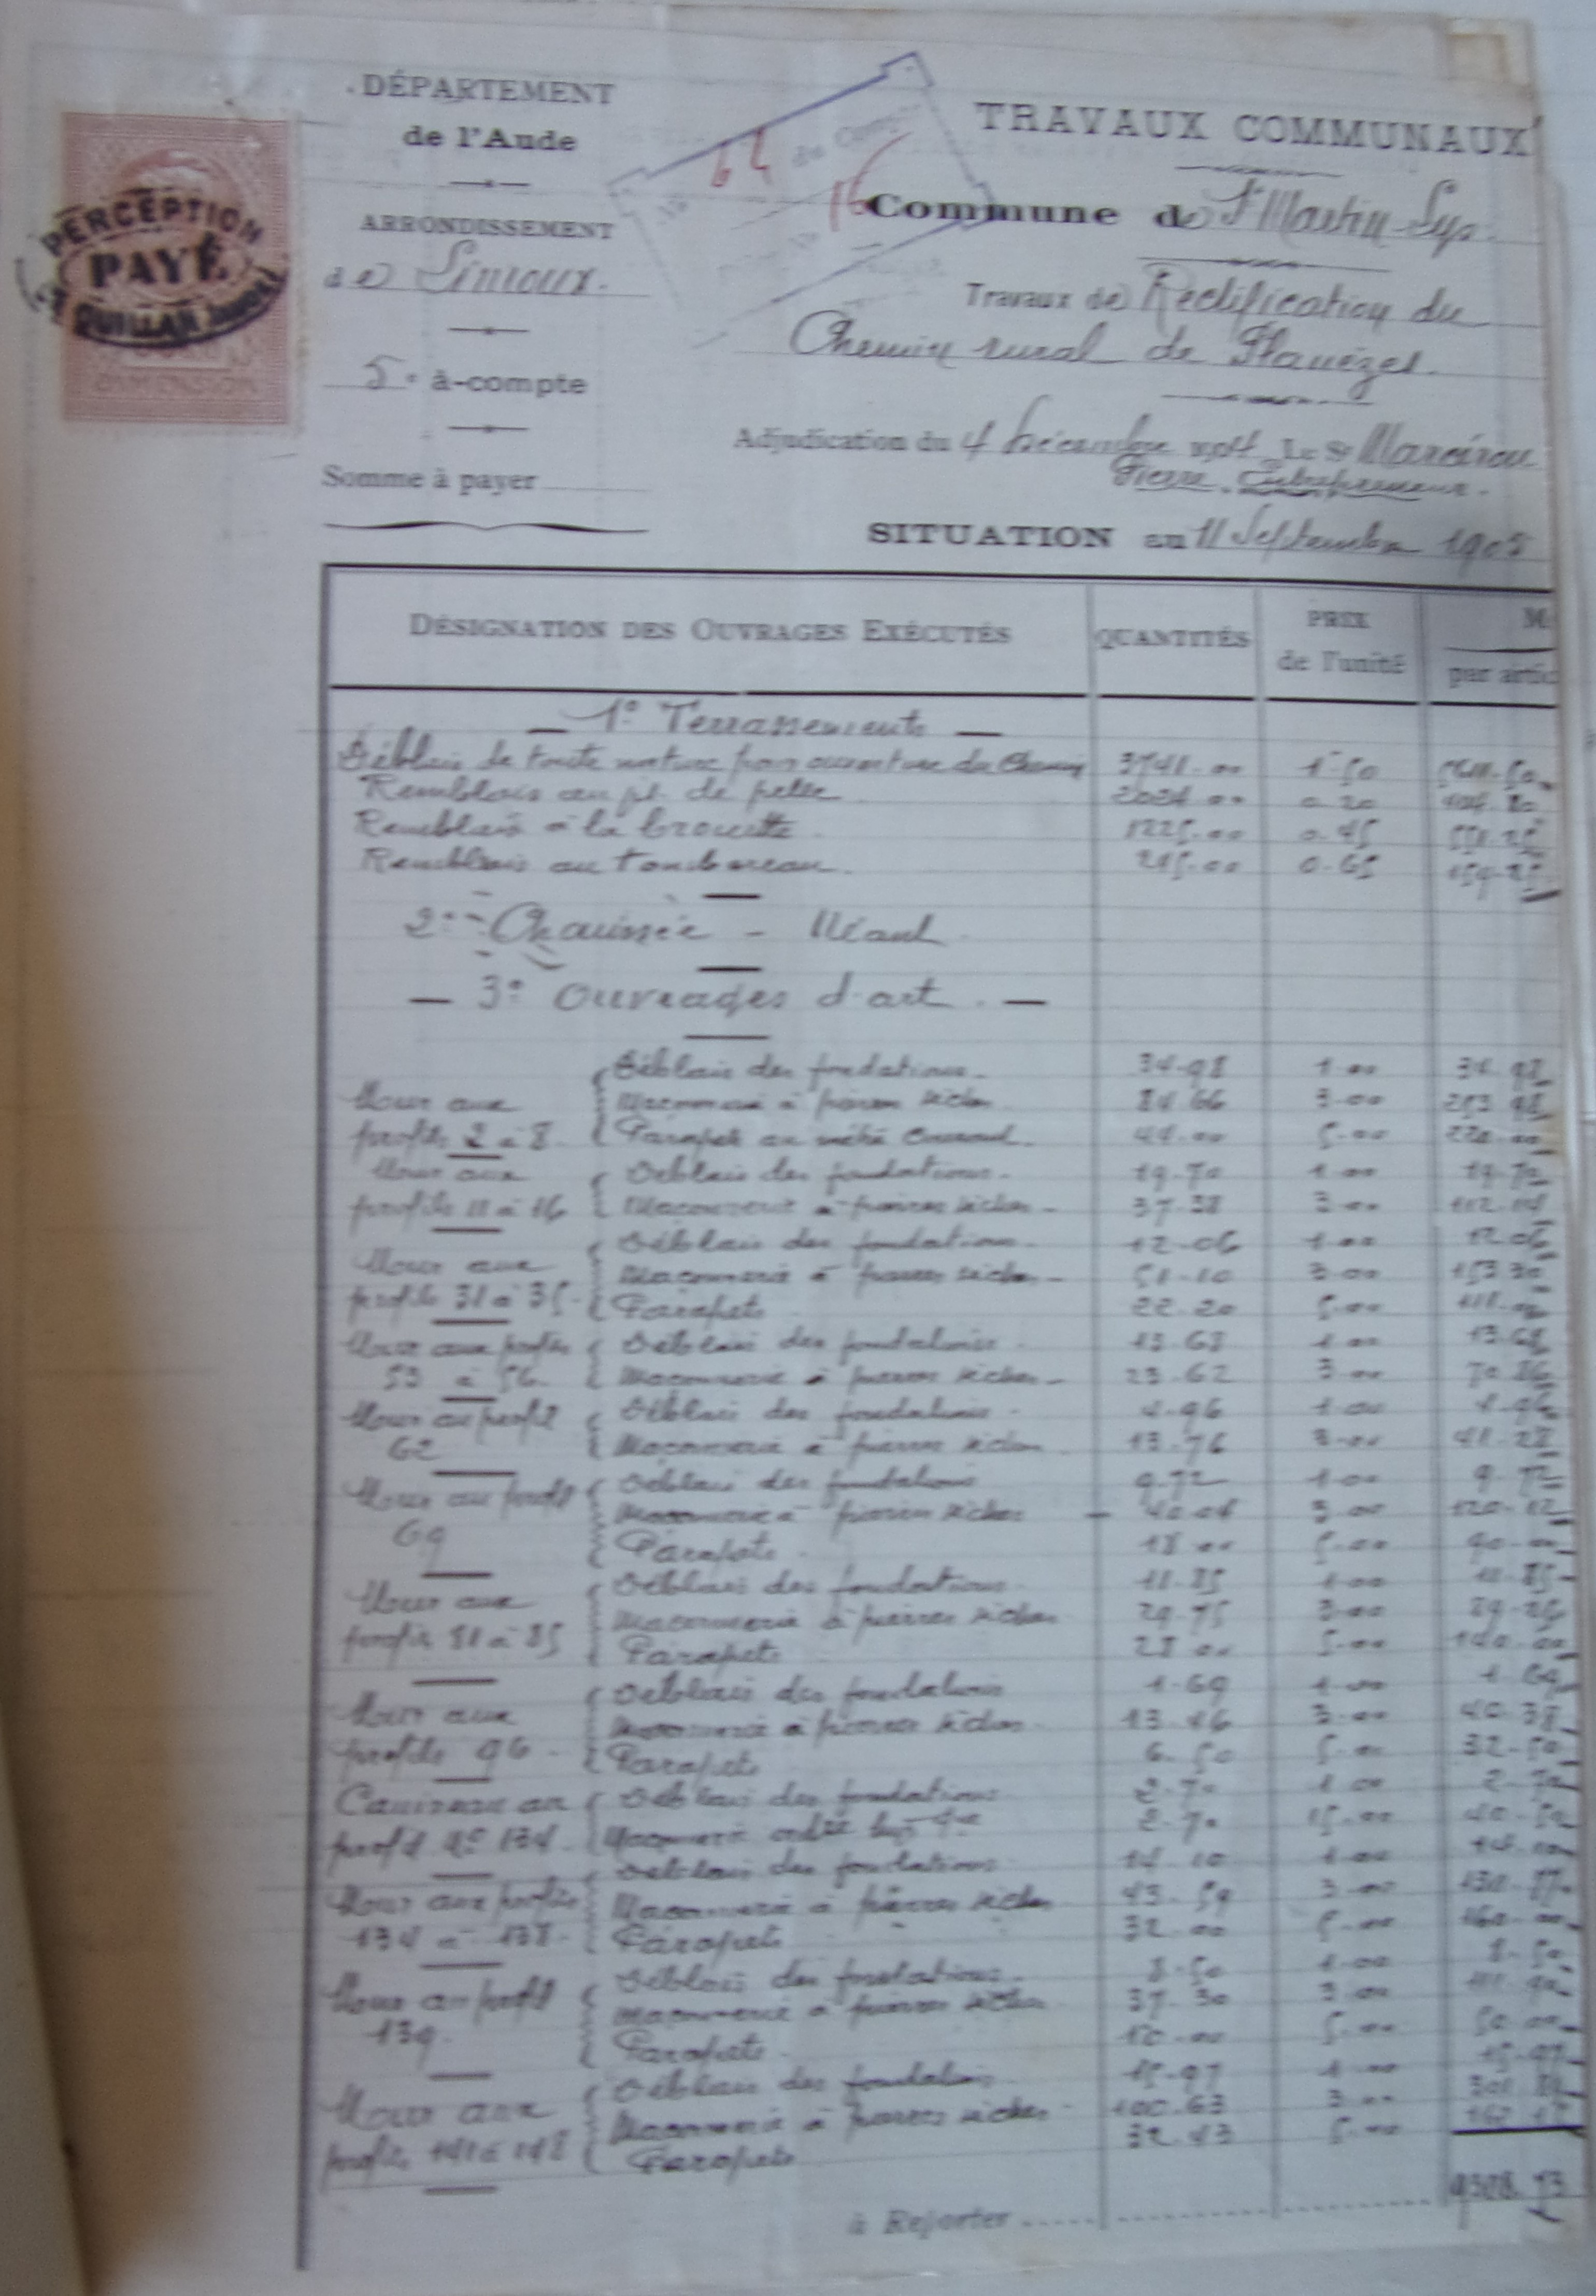 DÉPARTEMENT
de l'Aude
ARRONDISSEMENT
de Limoux.
5e à-compte
Somme à payer
PERCEPTION
PAYÉ
QUILLAN
DIMENSION
64
16
TRAVAUX COMMUNAUX
Commune de St Martin-Lys.
Travaux de Rectification du
Chemin rural de
Adjudication du 4 Décembre 1904 Le Sr
Pierre, Entrepreneur.
SITUATION au 11 Septembre 1905
DÉSIGNATION DES OUVRAGES EXÉCUTÉS QUANTITÉS PRIX de l'unité M
par artic
1° Terrassements
Déblais de toute nature pour ouverture du Chemin 3741.00 1.50 5611.50
Remblais au jet de pelle 2024.00 0.20 404.80
Remblais à la brouette 1225.00 0.45 551.25
Remblais au tombereau. 245.00 0.65 159.25
2° Chaussée - Néant
3° Ouvrages d'art.
Déblais des fondations 34.98 1.00 34.98
Murs aux Maçonnerie à pierres sèches 84.66 3.00 253.98
profils 2 à 8 Parapets au mètre courant. 44.00 5.00 220.00
Murs aux Déblais des fondations. 19.70 1.00 19.70
profils 11 à 16 Maçonnerie à pierres sèches 37.38 3.00 112.14
Déblais des fondations 12.06 1.00 12.06
Murs aux Maçonnerie à pierres sèches 51.10 3.00 153.30
profils 31 à 35 Parapets 22.20 5.00 111.00
Murs aux profils Déblais des fondations 13.68 1.00 13.68
53 à 56 Maçonnerie à pierres sèches 23.62 3.00 70.86
Murs au profil Déblais des fondations 4.96 1.00 4.96
62 Maçonnerie à pierres sèches 13.76 3.00 41.28
Murs au profil Déblais des fondations 9.72 1.00 9.72
Maçonnerie à pierres sèches 40.04 3.00 120.12
69 Parapets 18.00 5.00 90.00
Murs aux Déblais des fondations 11.85 1.00 11.85
Maçonnerie à pierres sèches 29.75 3.00 89.25
profils 81 à 85 Parapets 28.00 5.00 140.00
Déblais des fondations 1.69 1.00 1.69
Murs aux Maçonnerie à pierres sèches 13.46 3.00 40.38
profils 96 Parapets 6.50 5.00 32.50
au Déblais des fondations 2.70 1.00 2.70
profil N° 134 Maçonnerie 2.70 15.00 40.50
Déblais des fondations 14.10 1.00 14.10
Murs aux profils Maçonnerie à pierres sèches 43.59 3.00 130.77
134 à 138 Parapets 32.00 5.00 160.00
Déblais des fondations 8.50 1.00 8.50
Murs au profil Maçonnerie à pierres sèches 37.30 3.00 111.90
139 Parapets 10.00 5.00 50.00
Déblais des fondations 15.97 1.00 15.97
Murs aux Maçonnerie à pierres sèches 100.63 3.00 301.89
profils 141 à 148 Parapets 32.43 5.00 162.15
à Reporter 9308.73